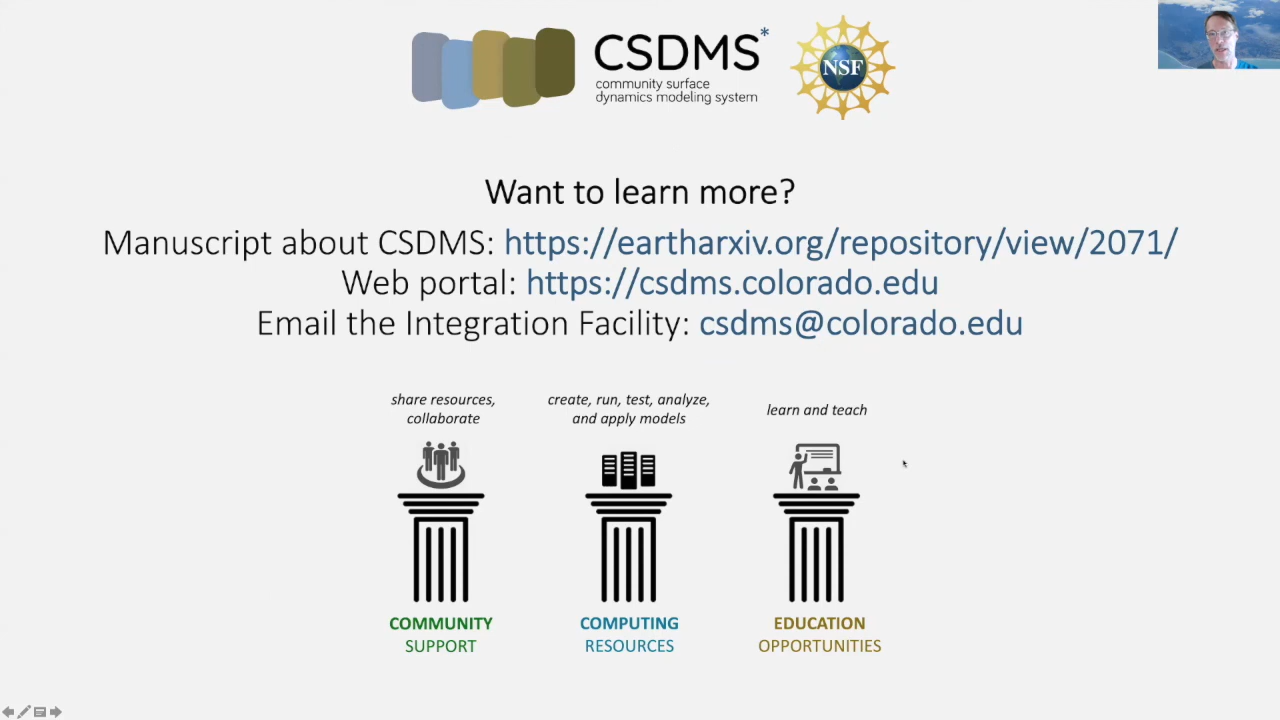 CSDMS*
community surface
dynamics modeling system
NSF
Want to learn more?
Manuscript about CSDMS: https://eartharxiv.org/repository/view/2071/
Web portal: https://csdms.colorado.edu
Email the Integration Facility: csdms@colorado.edu
share resources,
collaborate
create, run, test, analyze,
and apply models
learn and teach
COMMUNITY
SUPPORT
COMPUTING
RESOURCES
EDUCATION
OPPORTUNITIES